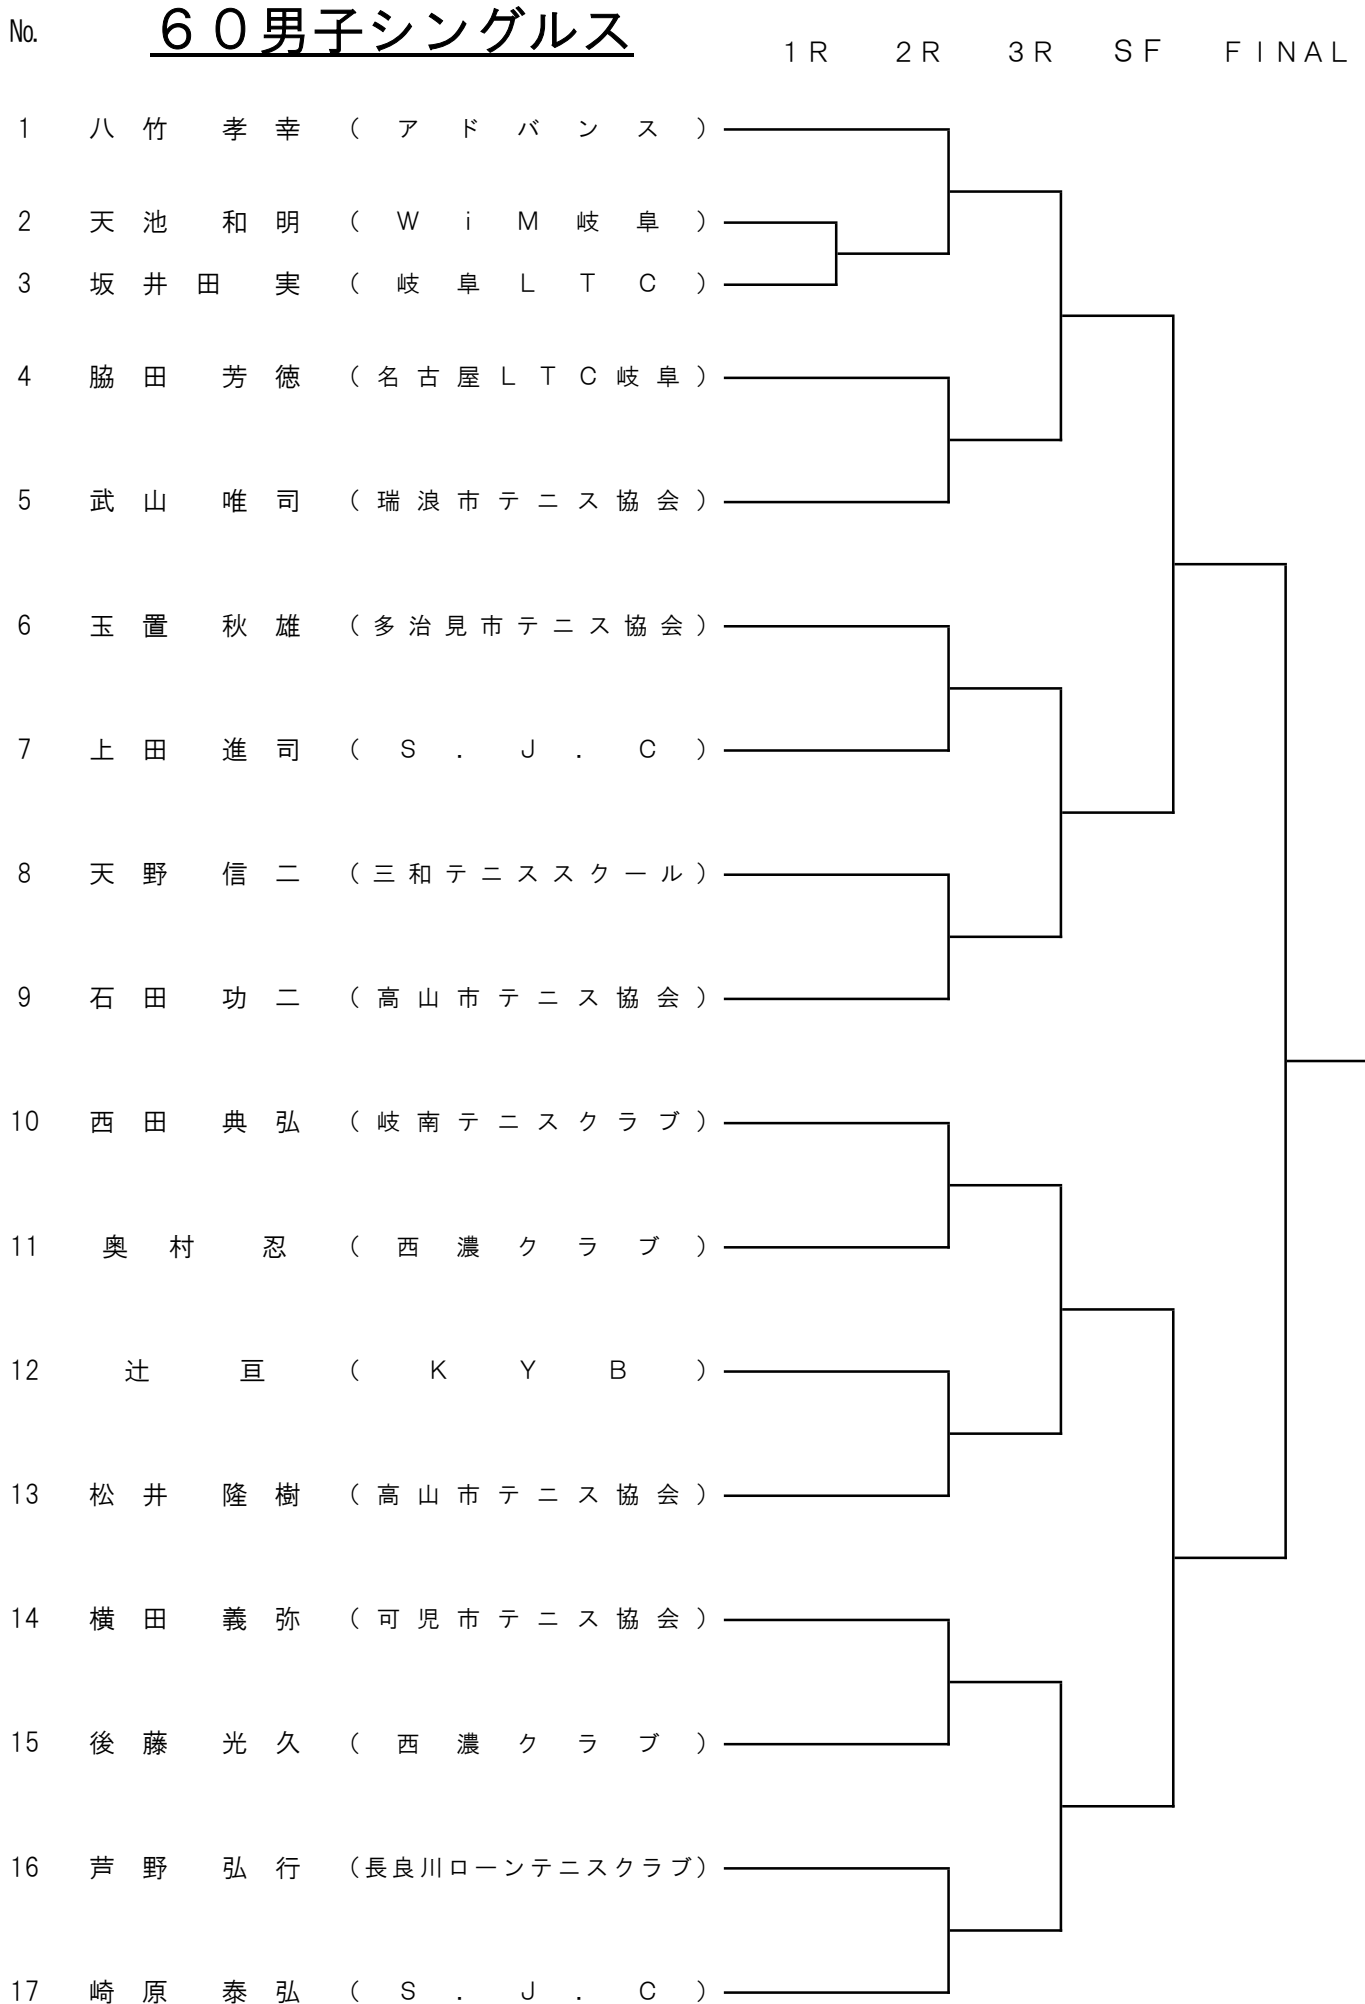 No. ６０男子シングルス １Ｒ ２Ｒ ３Ｒ ＳＦ ＦＩＮＡＬ
1 八竹 孝幸 （アドバンス）
2 天池 和明 （ＷｉＭ岐阜）
3 坂井田 実 （岐阜ＬＴＣ）
4 脇田 芳徳 （名古屋ＬＴＣ岐阜）
5 武山 唯司 （瑞浪市テニス協会）
6 玉置 秋雄 （多治見市テニス協会）
7 上田 進司 （Ｓ．Ｊ．Ｃ）
8 天野 信二 （三和テニススクール）
9 石田 功二 （高山市テニス協会）
10 西田 典弘 （岐南テニスクラブ）
11 奥村 忍 （西濃クラブ）
12 辻 亘 （ＫＹＢ）
13 松井 隆樹 （高山市テニス協会）
14 横田 義弥 （可児市テニス協会）
15 後藤 光久 （西濃クラブ）
16 芦野 弘行 （長良川ローンテニスクラブ）
17 崎原 泰弘 （Ｓ．Ｊ．Ｃ）